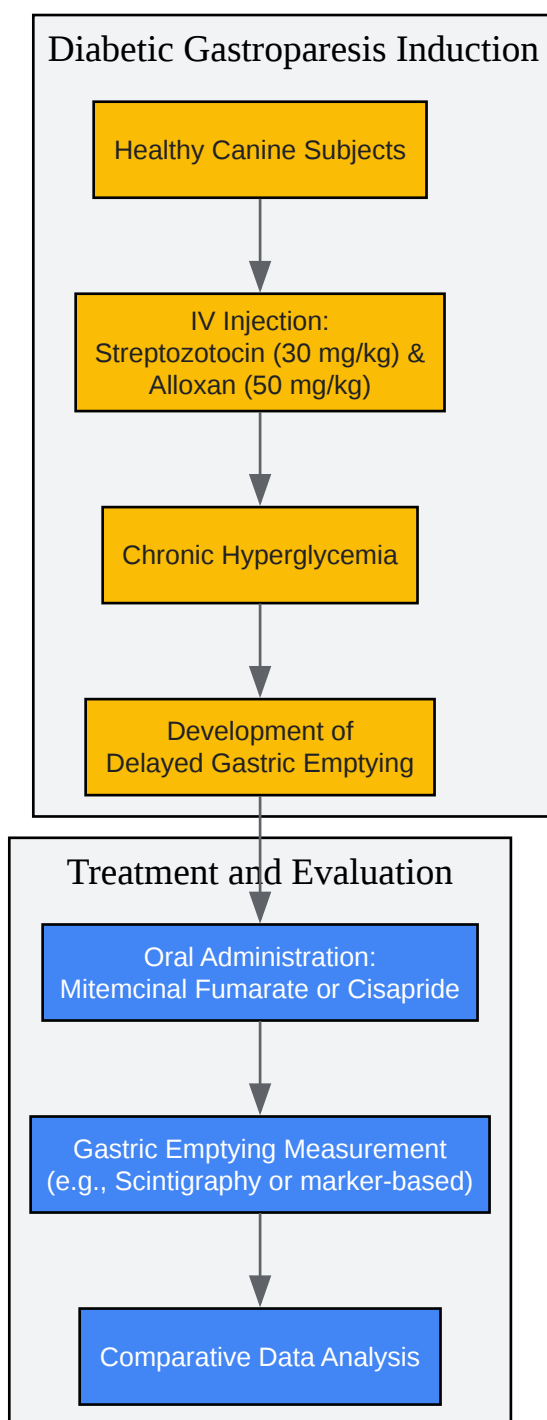 Diabetic Gastroparesis Induction
Healthy Canine Subjects
IV Injection:
Streptozotocin (30 mg/kg) &
Alloxan (50 mg/kg)
Chronic Hyperglycemia
Development of
Delayed Gastric Emptying
Treatment and Evaluation
Oral Administration:
Mitemcinal Fumarate or Cisapride
Gastric Emptying Measurement
(e.g., Scintigraphy or marker-based)
Comparative Data Analysis